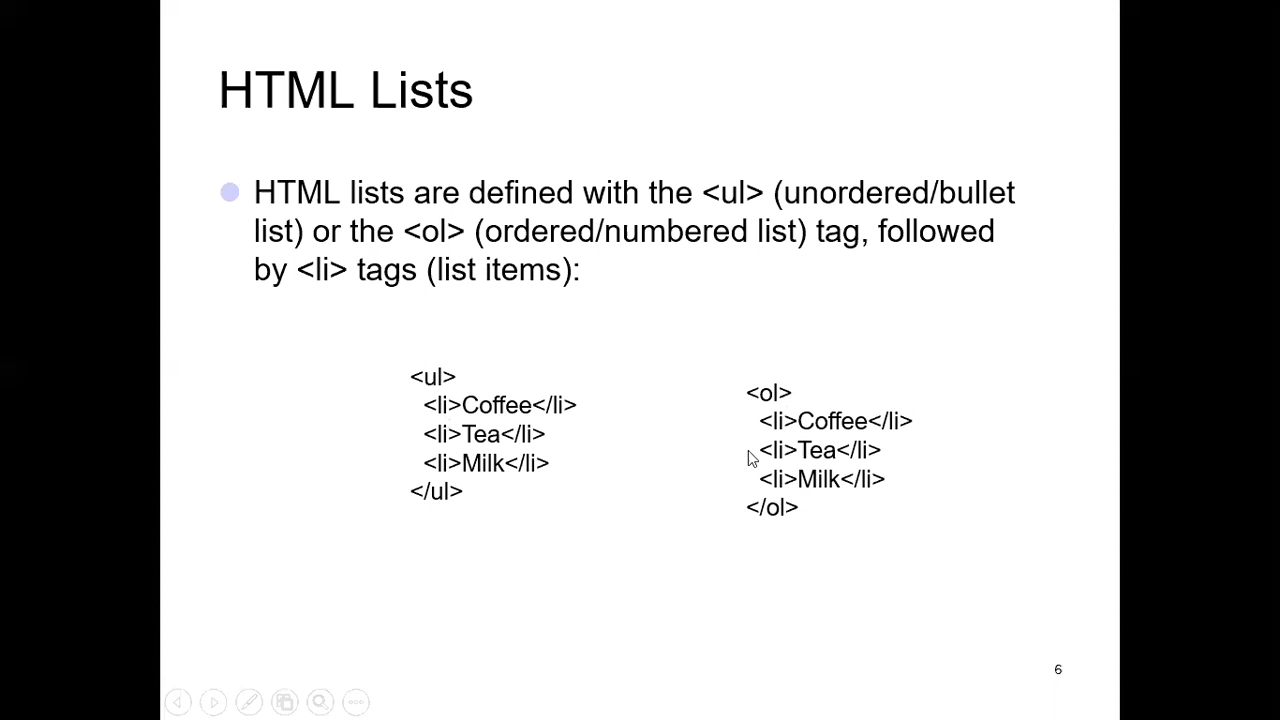 HTML Lists
HTML lists are defined with the <ul> (unordered/bullet
list) or the <ol> (ordered/numbered list) tag, followed
by <li> tags (list items):
<ul>
<li>Coffee</li>
<li>Tea</li>
<li>Milk</li>
</ul>
<ol>
<li>Coffee</li>
<li>Tea</li>
<li>Milk</li>
</ol>
6